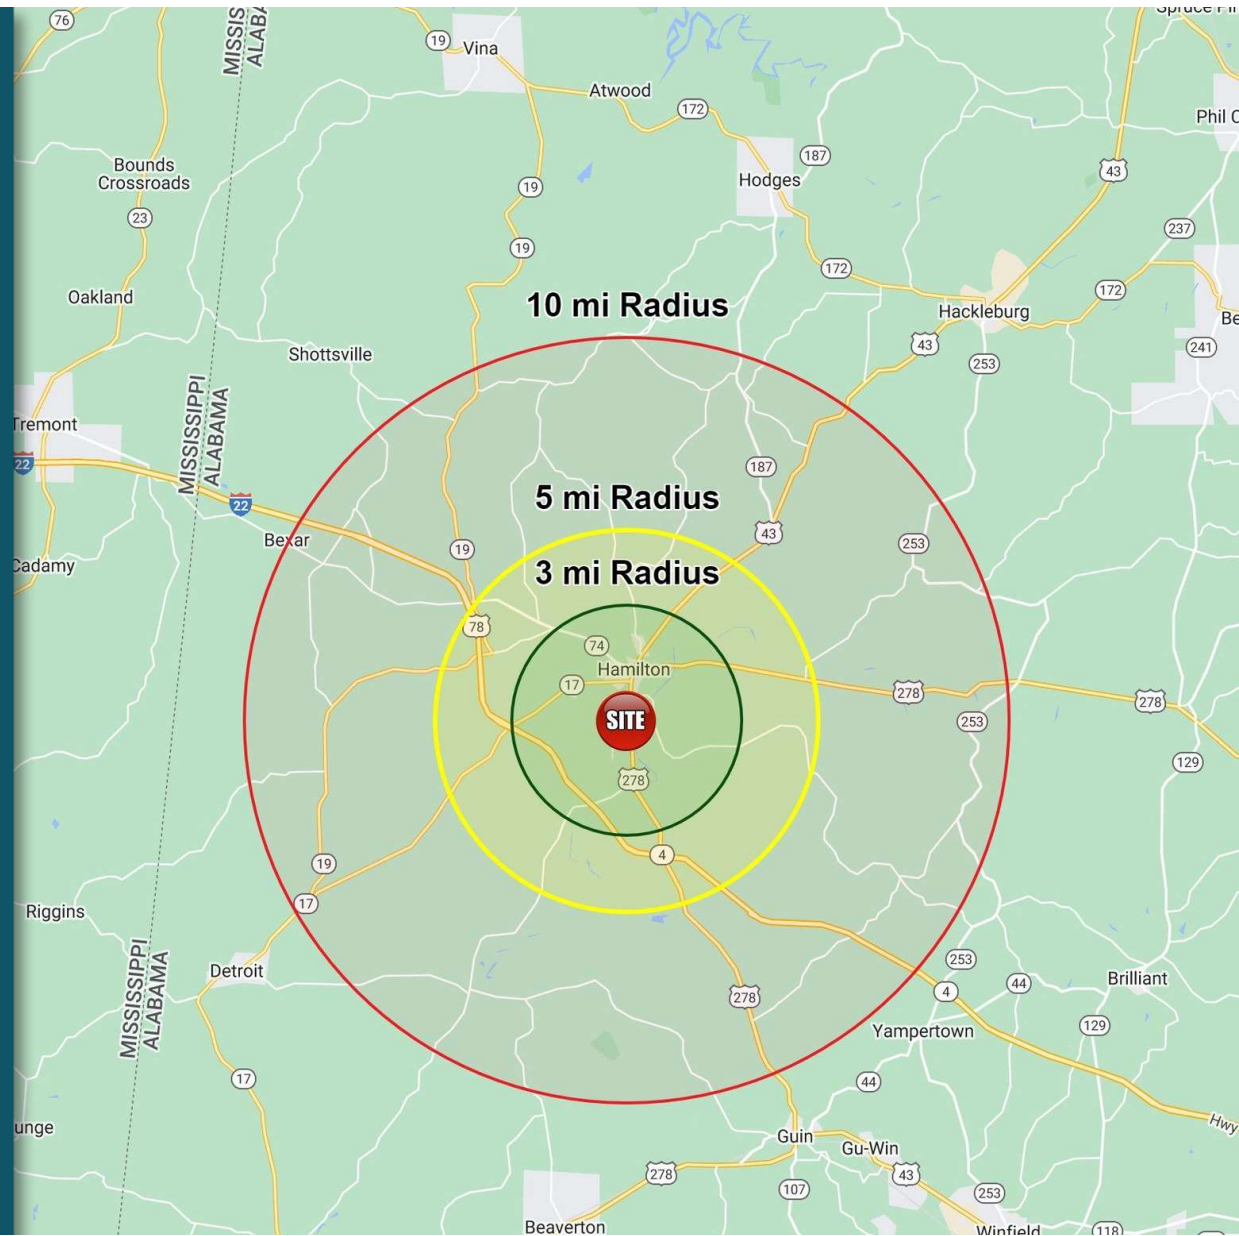 76
MISSIS
ALABA
19
Vina
Spruce Pin
Atwood
172
Phil C
Bounds
Crossroads
187
43
19
Hodges
23
237
19
172
Oakland
172
10 mi Radius
Hackleburg
Be
43
241
Shottsville
253
MISSISSIPPI
ALABAMA
Tremont
22
187
5 mi Radius
22
43
Bexar
253
19
Cadamy
3 mi Radius
78
74
Hamilton
17
278
278
SITE
253
129
278
4
19
17
Riggins
MISSISSIPPI
ALABAMA
Detroit
253
Brilliant
44
4
278
129
Yampertown
17
44
unge
Hwy
Guin
Gu-Win
278
43
107
253
Beaverton
Winfield
118